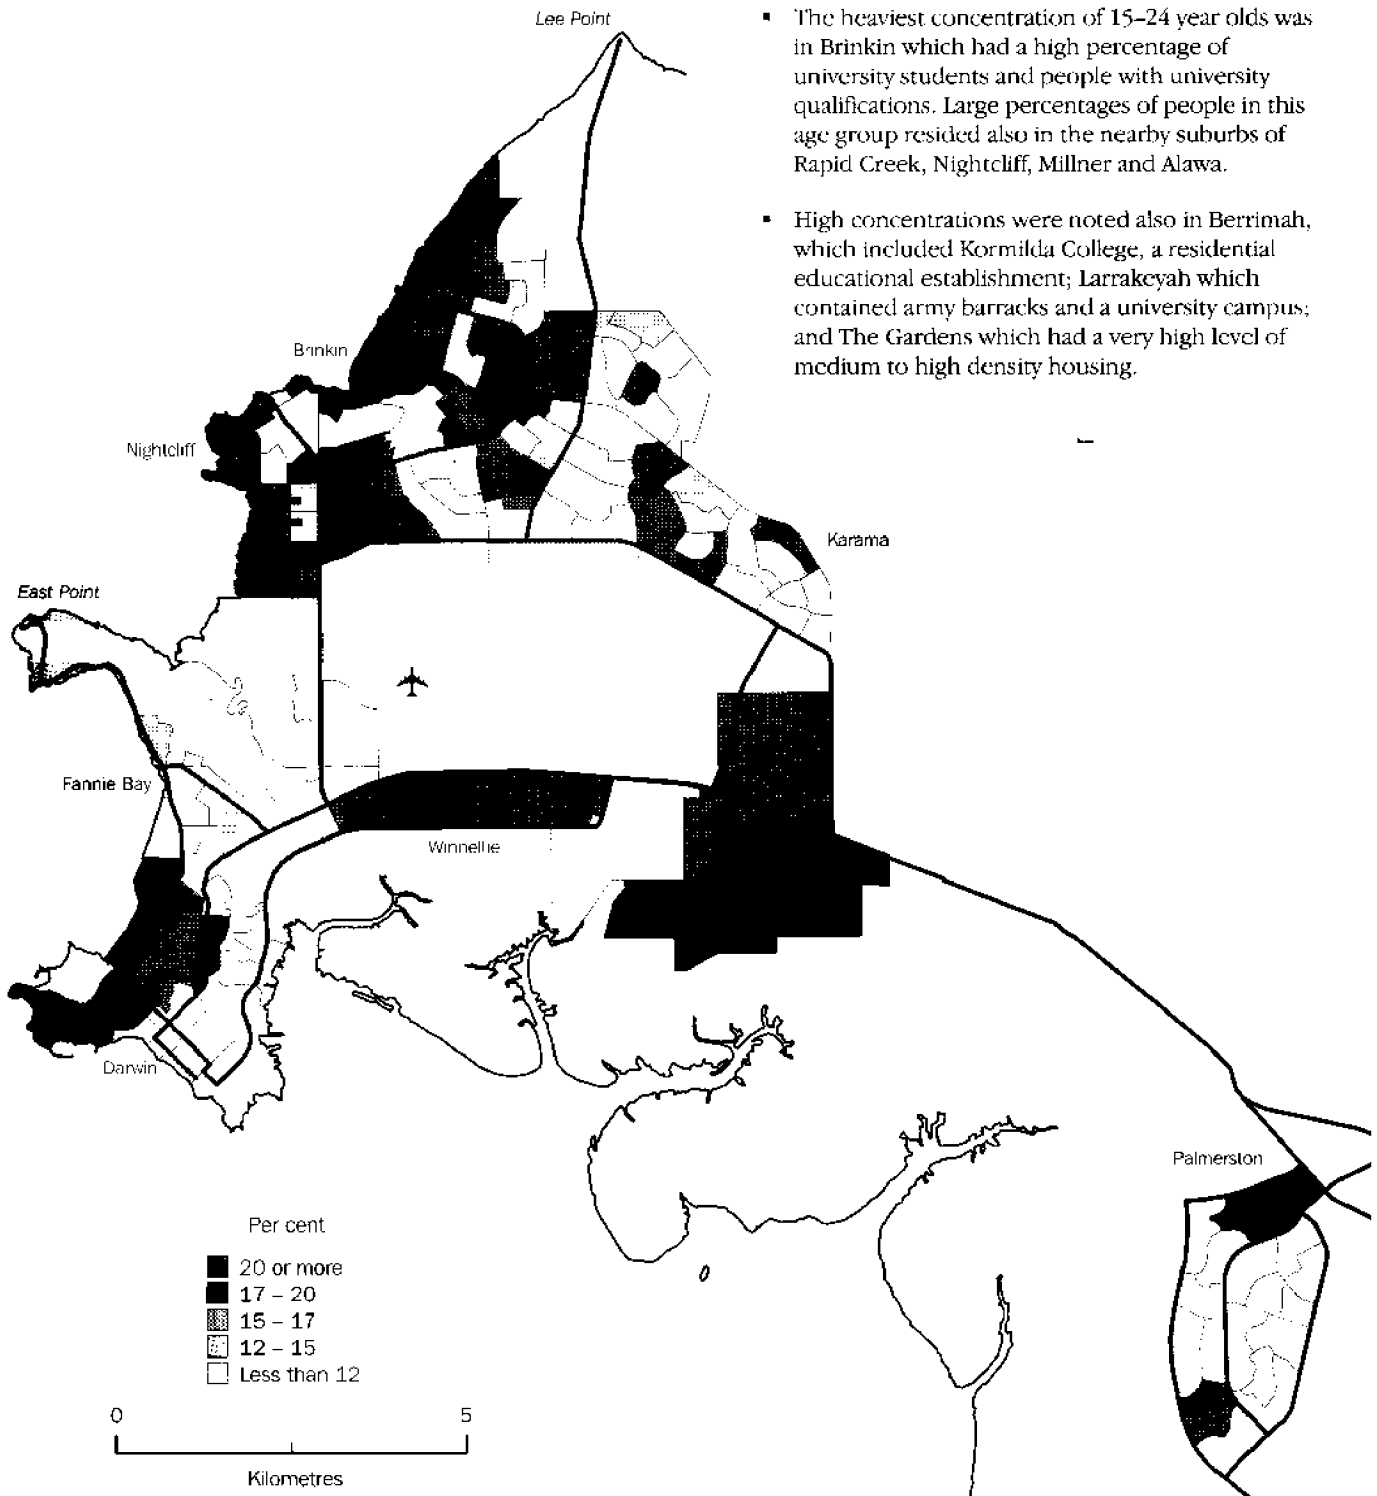 Lee Point
▪ The heaviest concentration of 15–24 year olds was
in Brinkin which had a high percentage of
university students and people with university
qualifications. Large percentages of people in this
age group resided also in the nearby suburbs of
Rapid Creek, Nightcliff, Millner and Alawa.
▪ High concentrations were noted also in Berrimah,
which included Kormilda College, a residential
educational establishment; Larrakeyah which
contained army barracks and a university campus;
and The Gardens which had a very high level of
medium to high density housing.
Brinkin
Nightcliff
Karama
East Point
Fannie Bay
Winnellie
Darwin
Palmerston
Per cent
20 or more
17 – 20
15 – 17
12 – 15
Less than 12
0 5
Kilometres